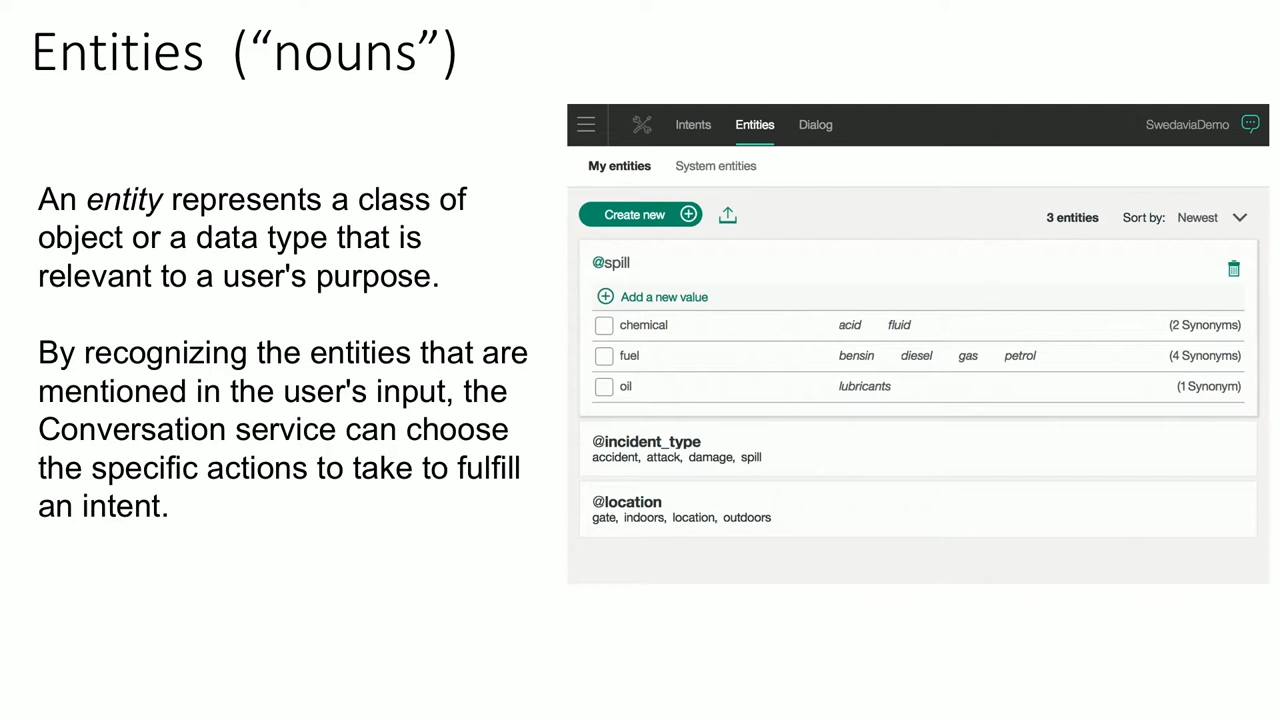 Entities ("nouns")
An entity represents a class of
object or a data type that is
relevant to a user's purpose.
By recognizing the entities that are
mentioned in the user's input, the
Conversation service can choose
the specific actions to take to fulfill
an intent.
Intents Entities Dialog SwedaviaDemo
My entities System entities
Create new 3 entities Sort by: Newest
@spill
Add a new value
chemical acid fluid (2 Synonyms)
fuel bensin diesel gas petrol (4 Synonyms)
oil lubricants (1 Synonym)
@incident_type
accident, attack, damage, spill
@location
gate, indoors, location, outdoors